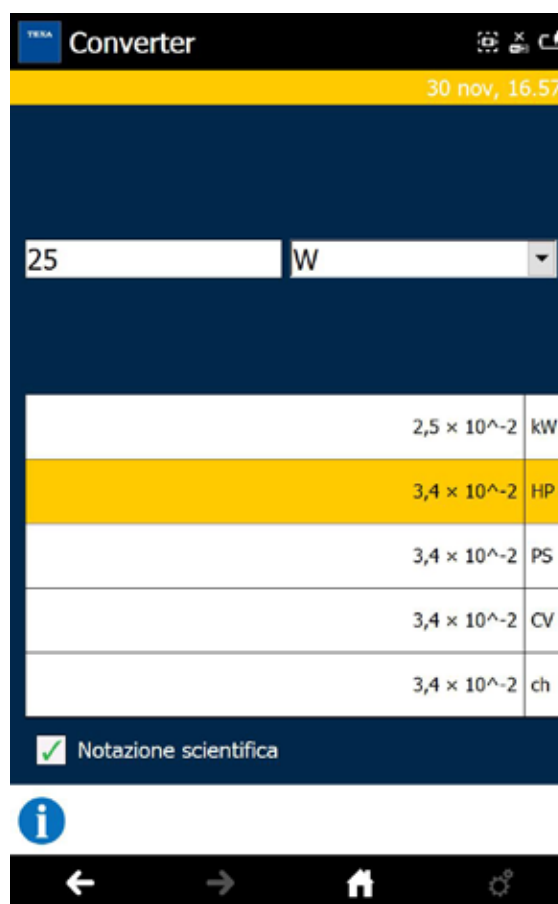 TEXA Converter
30 nov, 16.57
25 W
2,5 × 10^-2 kW
3,4 × 10^-2 HP
3,4 × 10^-2 PS
3,4 × 10^-2 CV
3,4 × 10^-2 ch
Notazione scientifica